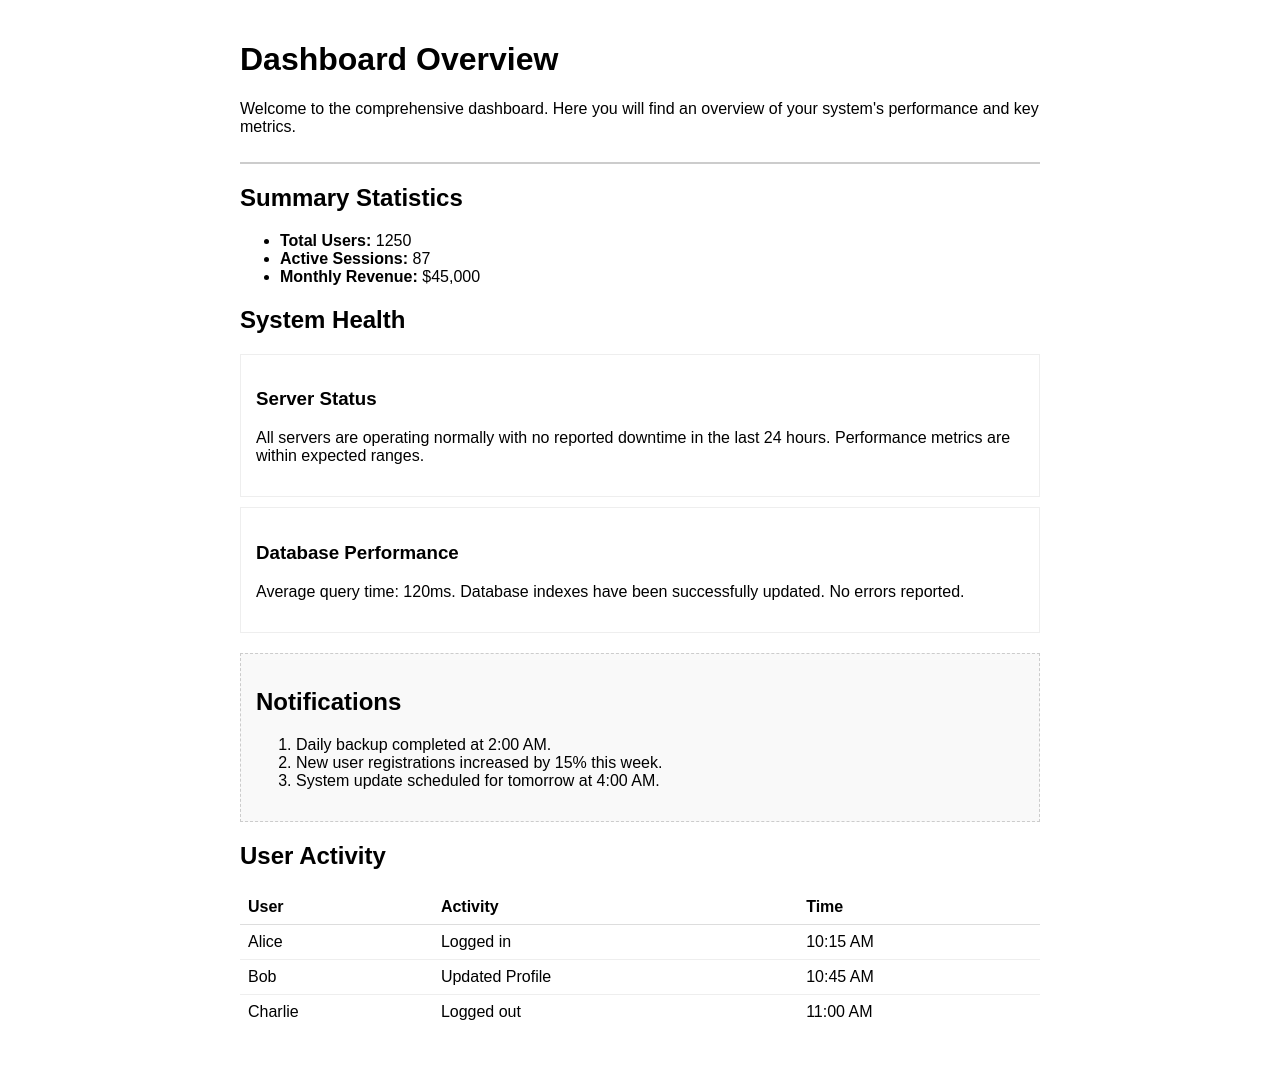 Dashboard Overview
Welcome to the comprehensive dashboard. Here you will find an overview of your system's performance and key
metrics.
Summary Statistics
• Total Users: 1250
• Active Sessions: 87
• Monthly Revenue: $45,000
System Health
Server Status
All servers are operating normally with no reported downtime in the last 24 hours. Performance metrics are
within expected ranges.
Database Performance
Average query time: 120ms. Database indexes have been successfully updated. No errors reported.
Notifications
1. Daily backup completed at 2:00 AM.
2. New user registrations increased by 15% this week.
3. System update scheduled for tomorrow at 4:00 AM.
User Activity
User Activity Time
Alice Logged in 10:15 AM
Bob Updated Profile 10:45 AM
Charlie Logged out 11:00 AM